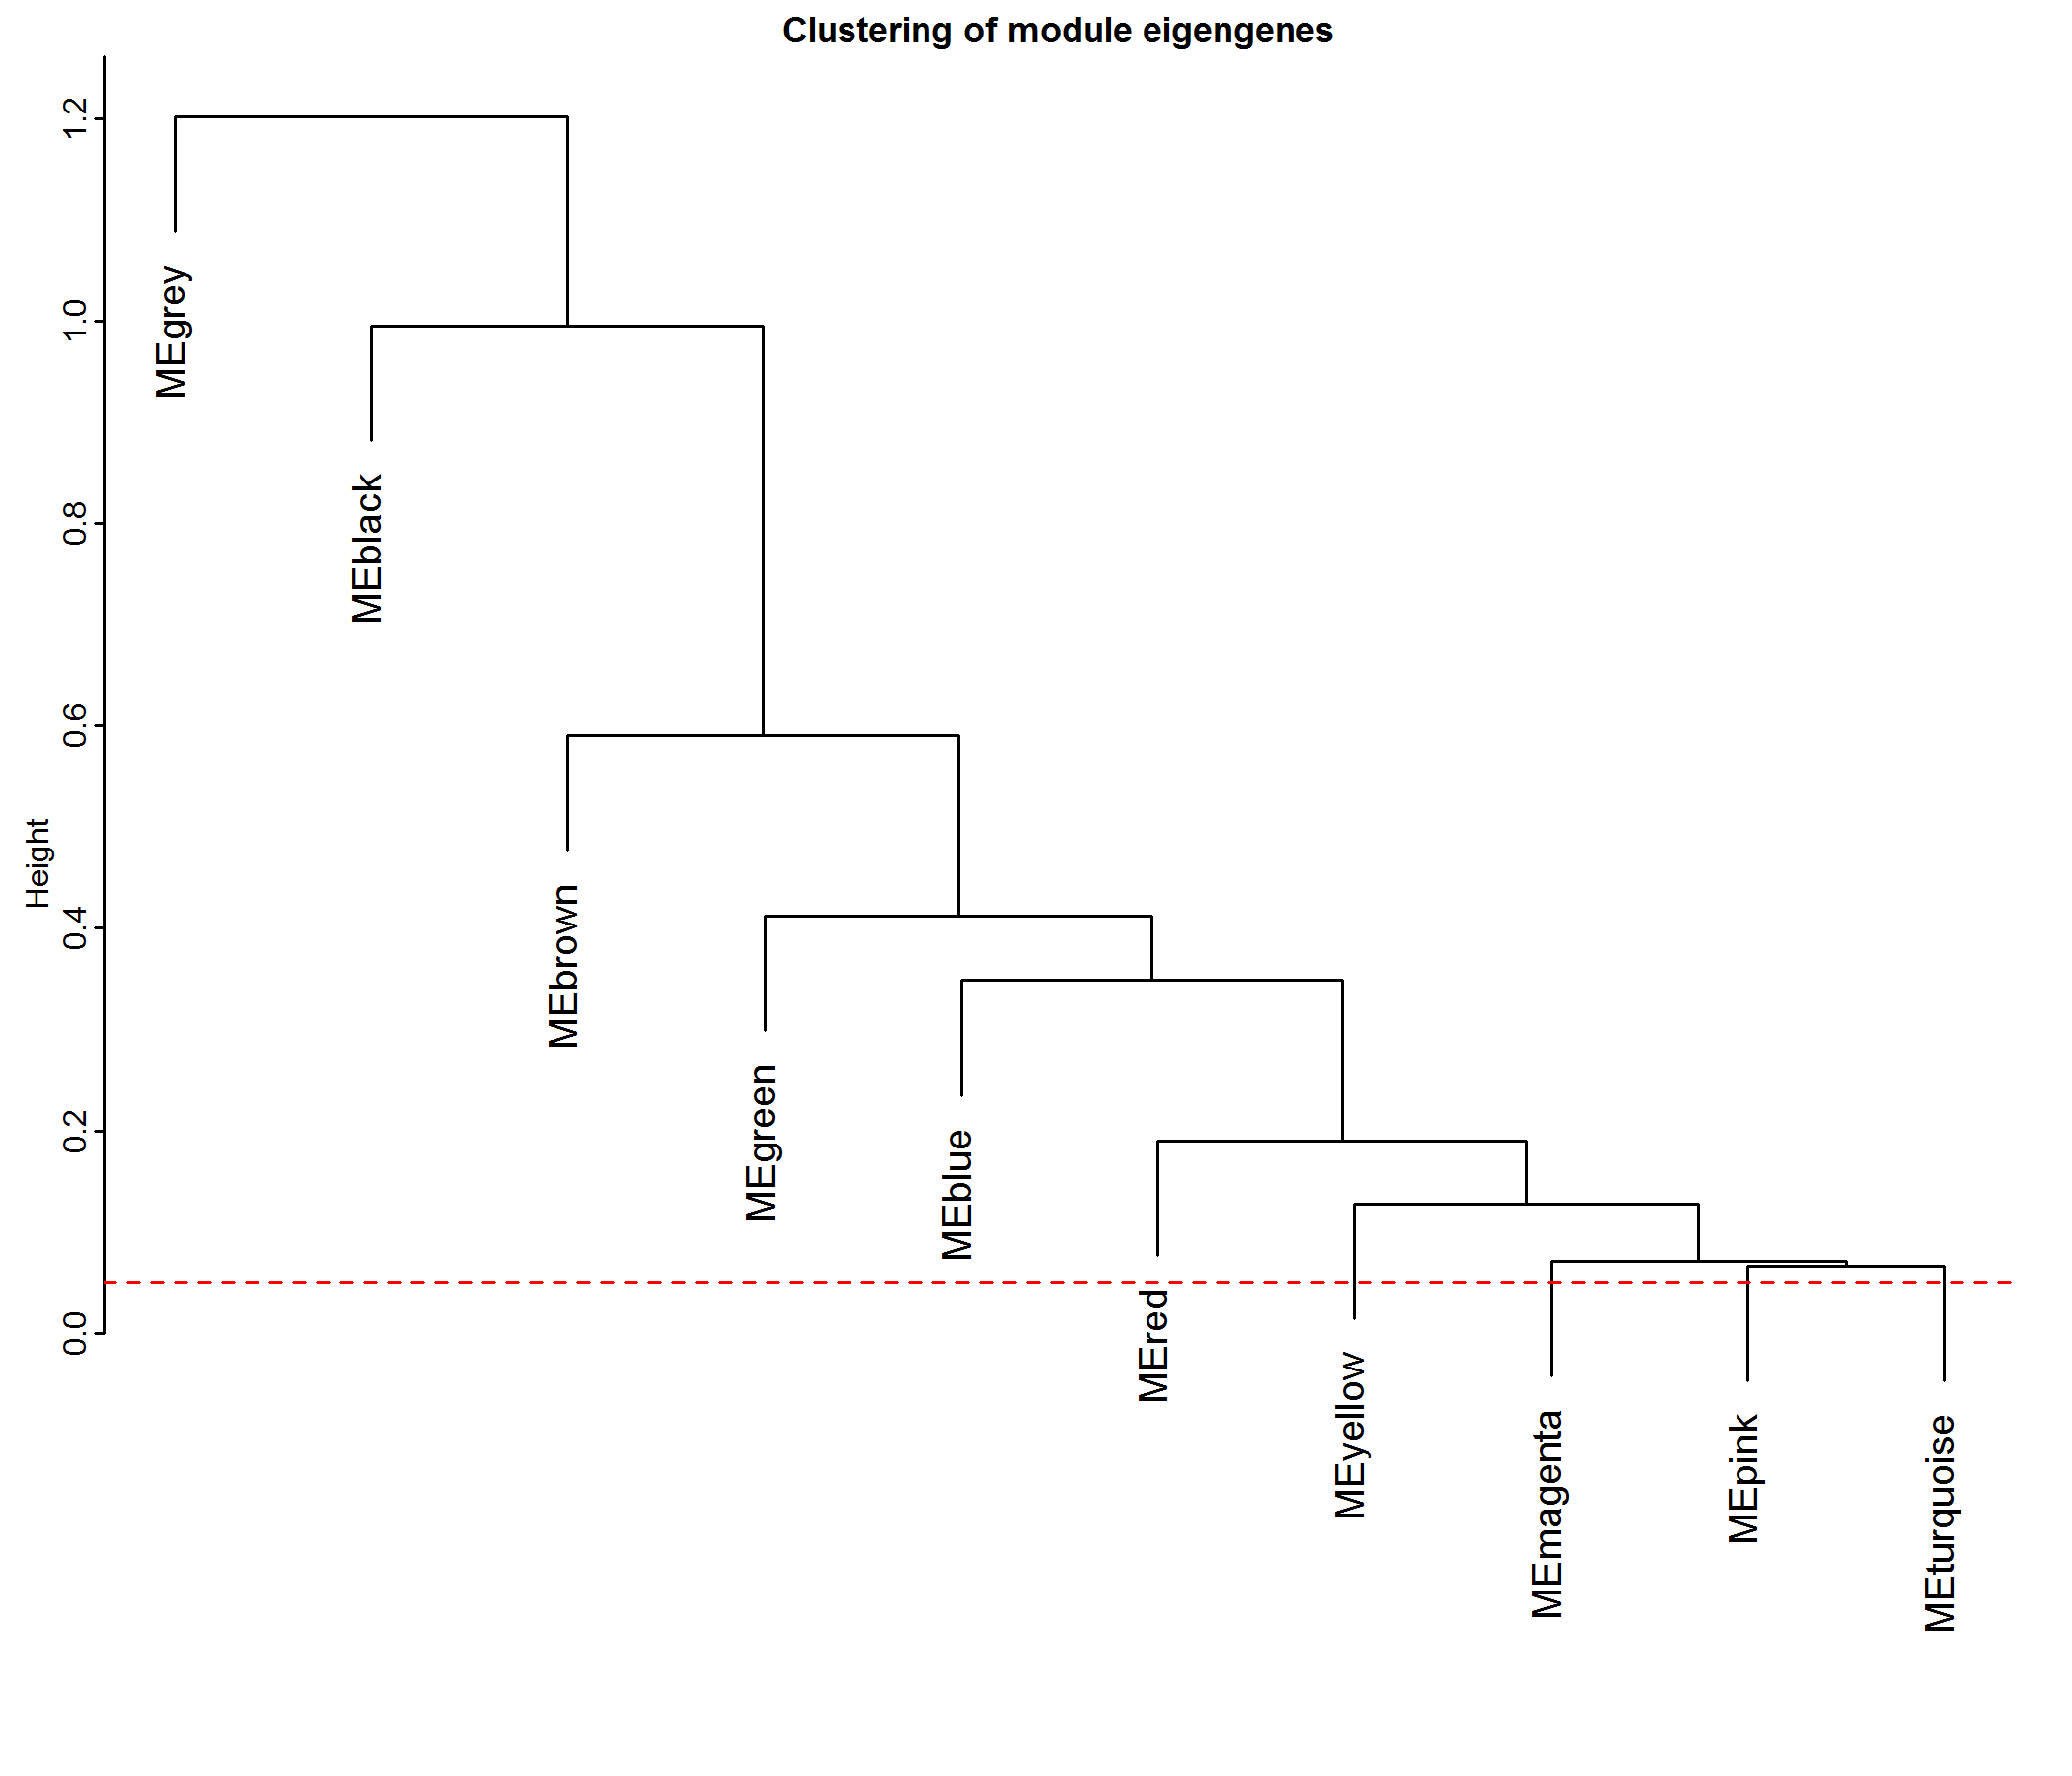 Clustering of module eigengenes
Height
1.2
1.0
0.8
0.6
0.4
0.2
0.0
MEgrey
MEblack
MEbrown
MEgreen
MEblue
MEred
MEyellow
MEmagenta
MEpink
MEturquoise